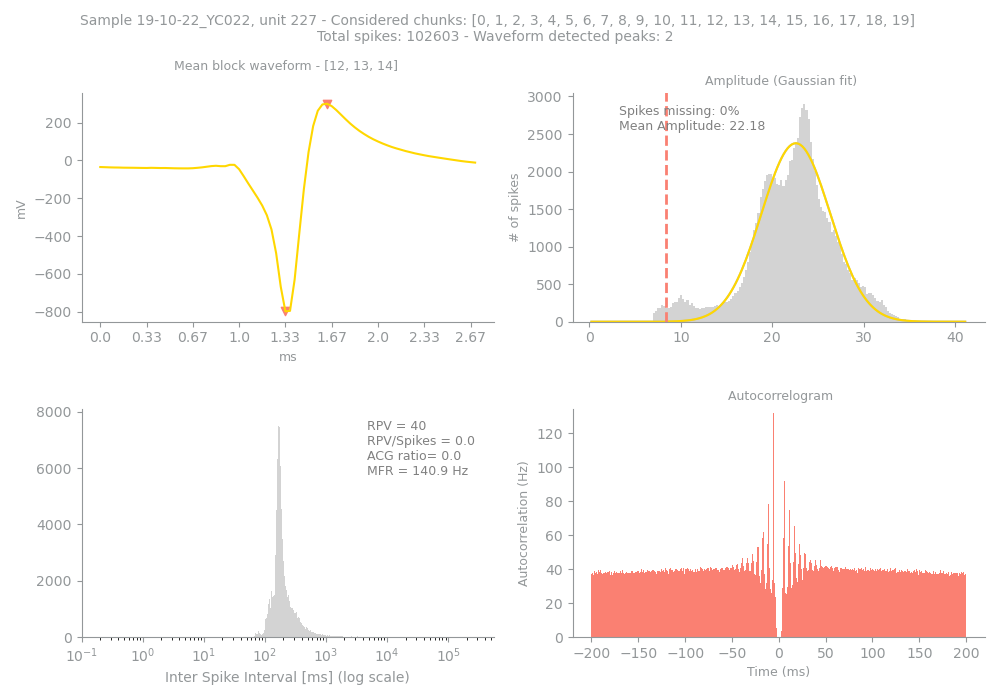 Sample 19-10-22_YC022, unit 227 - Considered chunks: [0, 1, 2, 3, 4, 5, 6, 7, 8, 9, 10, 11, 12, 13, 14, 15, 16, 17, 18, 19]
Total spikes: 102603 - Waveform detected peaks: 2
Mean block waveform - [12, 13, 14]
mV
200
0
−200
−400
−600
−800
0.0 0.33 0.67 1.0 1.33 1.67 2.0 2.33 2.67
ms
Amplitude (Gaussian fit)
Spikes missing: 0%
Mean Amplitude: 22.18
# of spikes
3000
2500
2000
1500
1000
500
0
0 10 20 30 40
RPV = 40
RPV/Spikes = 0.0
ACG ratio= 0.0
MFR = 140.9 Hz
8000
6000
4000
2000
0
10⁻¹ 10⁰ 10¹ 10² 10³ 10⁴ 10⁵
Inter Spike Interval [ms] (log scale)
Autocorrelogram
Autocorrelation (Hz)
120
100
80
60
40
20
0
−200 −150 −100 −50 0 50 100 150 200
Time (ms)